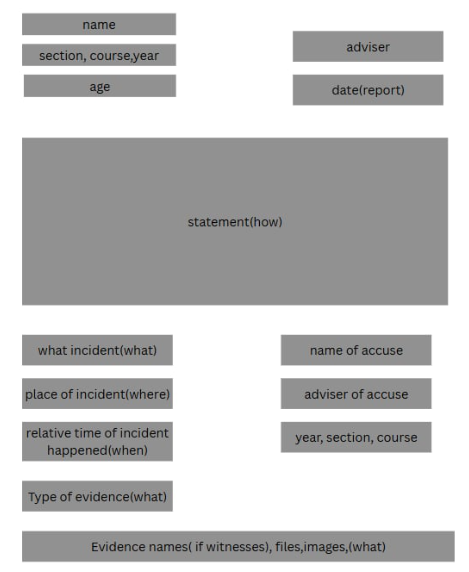 name
section, course,year
age
adviser
date(report)
statement(how)
what incident(what)
place of incident(where)
relative time of incident
happened(when)
Type of evidence(what)
name of accuse
adviser of accuse
year, section, course
Evidence names( if witnesses), files,images,(what)